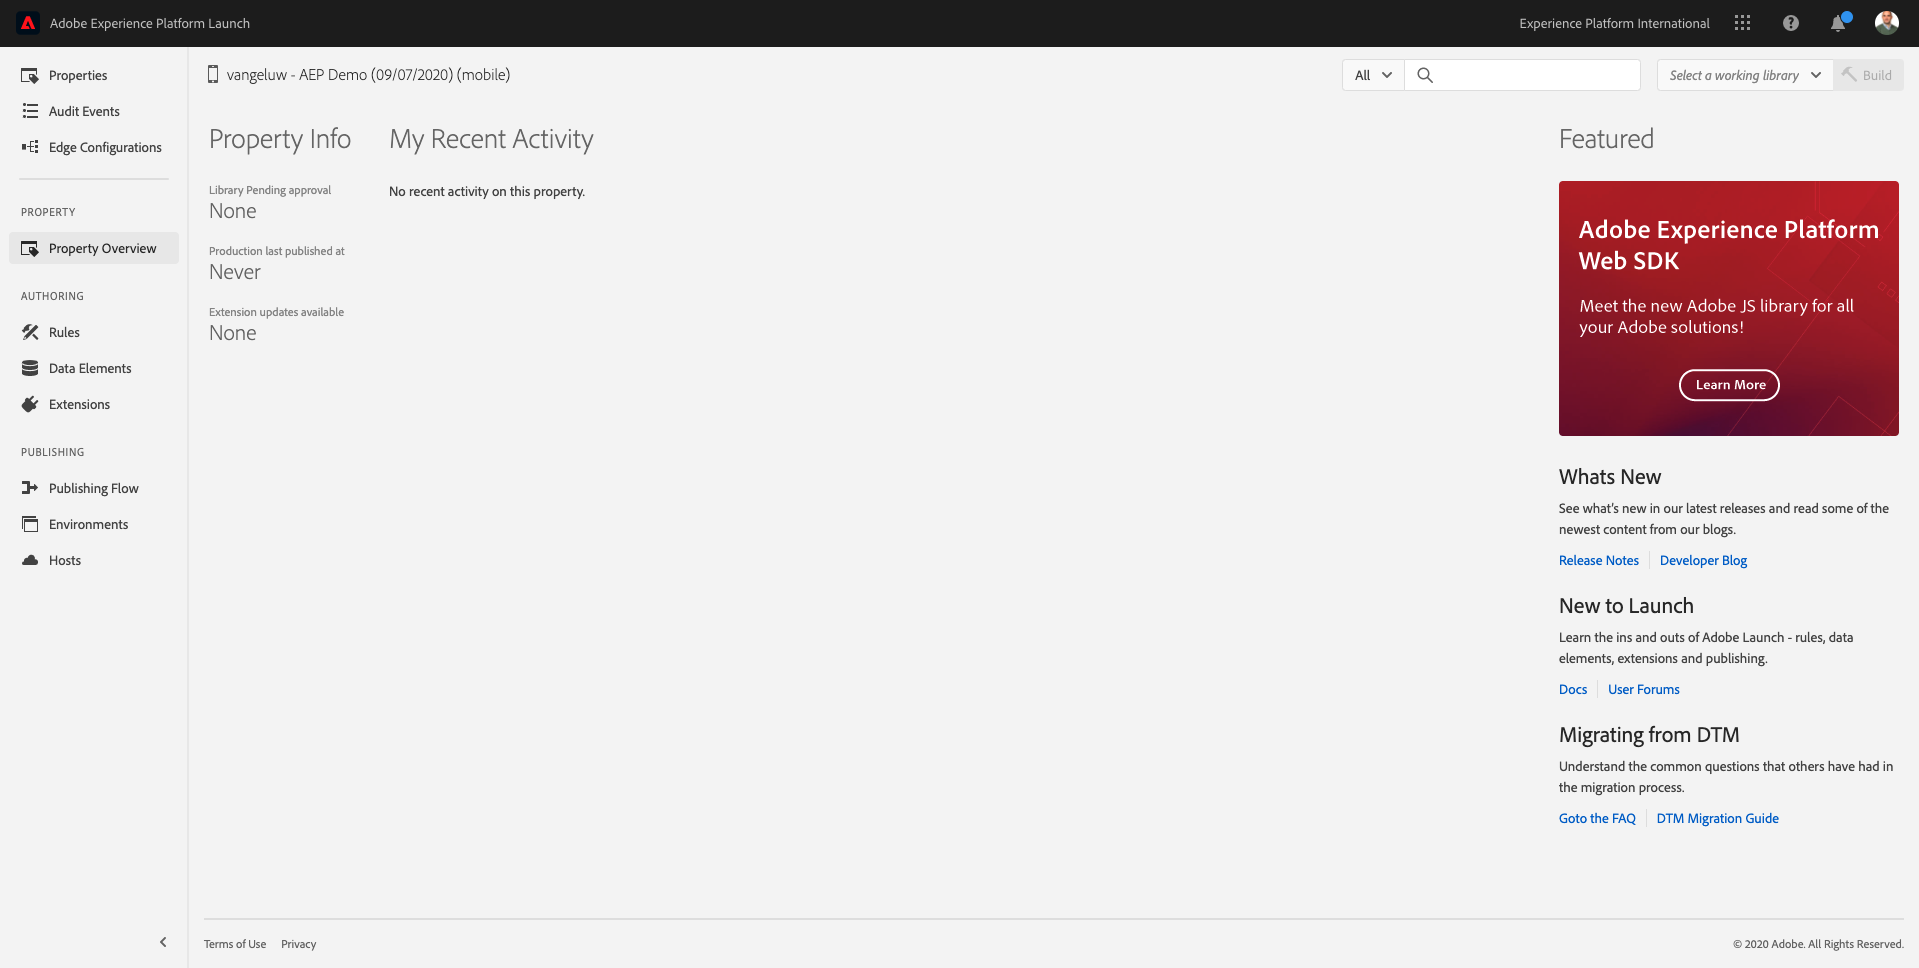 Adobe Experience Platform Launch
Experience Platform International
Properties
Audit Events
Edge Configurations
PROPERTY
Property Overview
AUTHORING
Rules
Data Elements
Extensions
PUBLISHING
Publishing Flow
Environments
Hosts
vangeluw - AEP Demo (09/07/2020) (mobile)
All
Select a working library
Build
Property Info
Library Pending approval
None
Production last published at
Never
Extension updates available
None
My Recent Activity
No recent activity on this property.
Featured
Adobe Experience Platform
Web SDK
Meet the new Adobe JS library for all
your Adobe solutions!
Learn More
Whats New
See what's new in our latest releases and read some of the
newest content from our blogs.
Release Notes
Developer Blog
New to Launch
Learn the ins and outs of Adobe Launch - rules, data
elements, extensions and publishing.
Docs
User Forums
Migrating from DTM
Understand the common questions that others have had in
the migration process.
Goto the FAQ
DTM Migration Guide
Terms of Use
Privacy
© 2020 Adobe. All Rights Reserved.